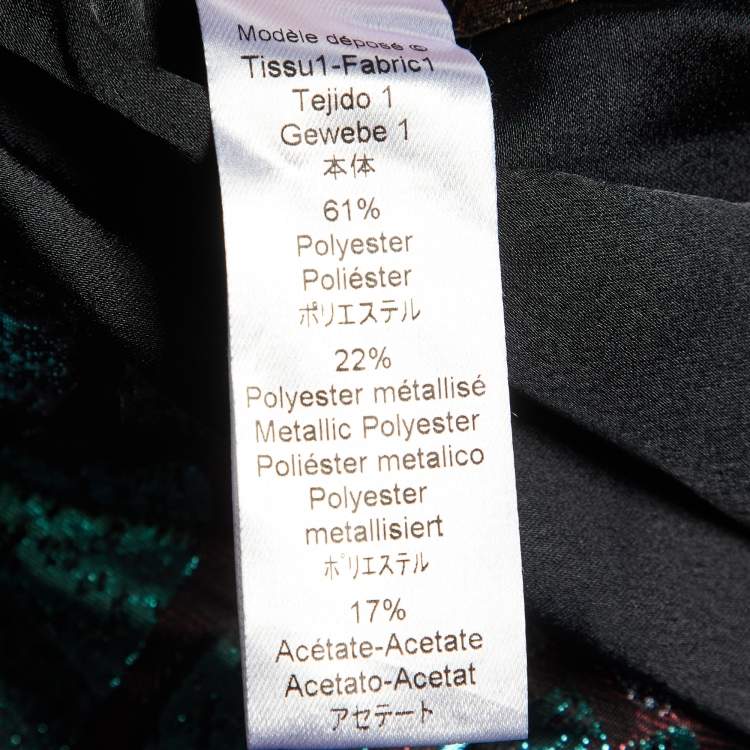 Modèle déposé ©
Tissu1-Fabric1
Tejido 1
Gewebe 1
本体
61%
Polyester
Poliéster
ポリエステル
22%
Polyester métallisé
Metallic Polyester
Poliéster metalico
Polyester
metallisiert
ポリエステル
17%
Acétate-Acetate
Acetato-Acetat
アセテート